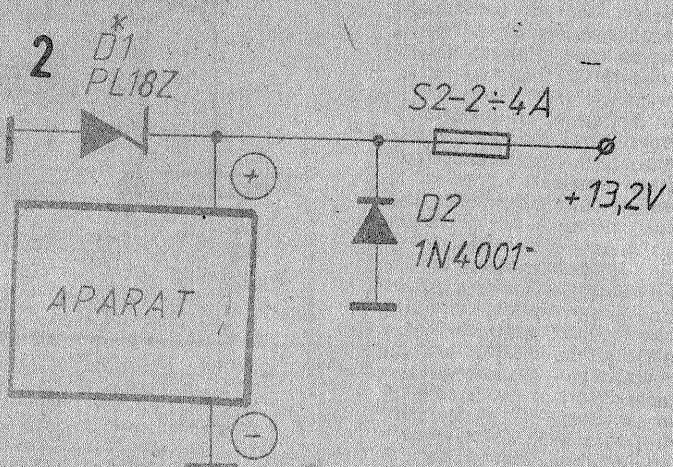 2
*
D1
PL18Z
S2-2÷4A
+13,2V
+
D2
1N4001
APARAT
-